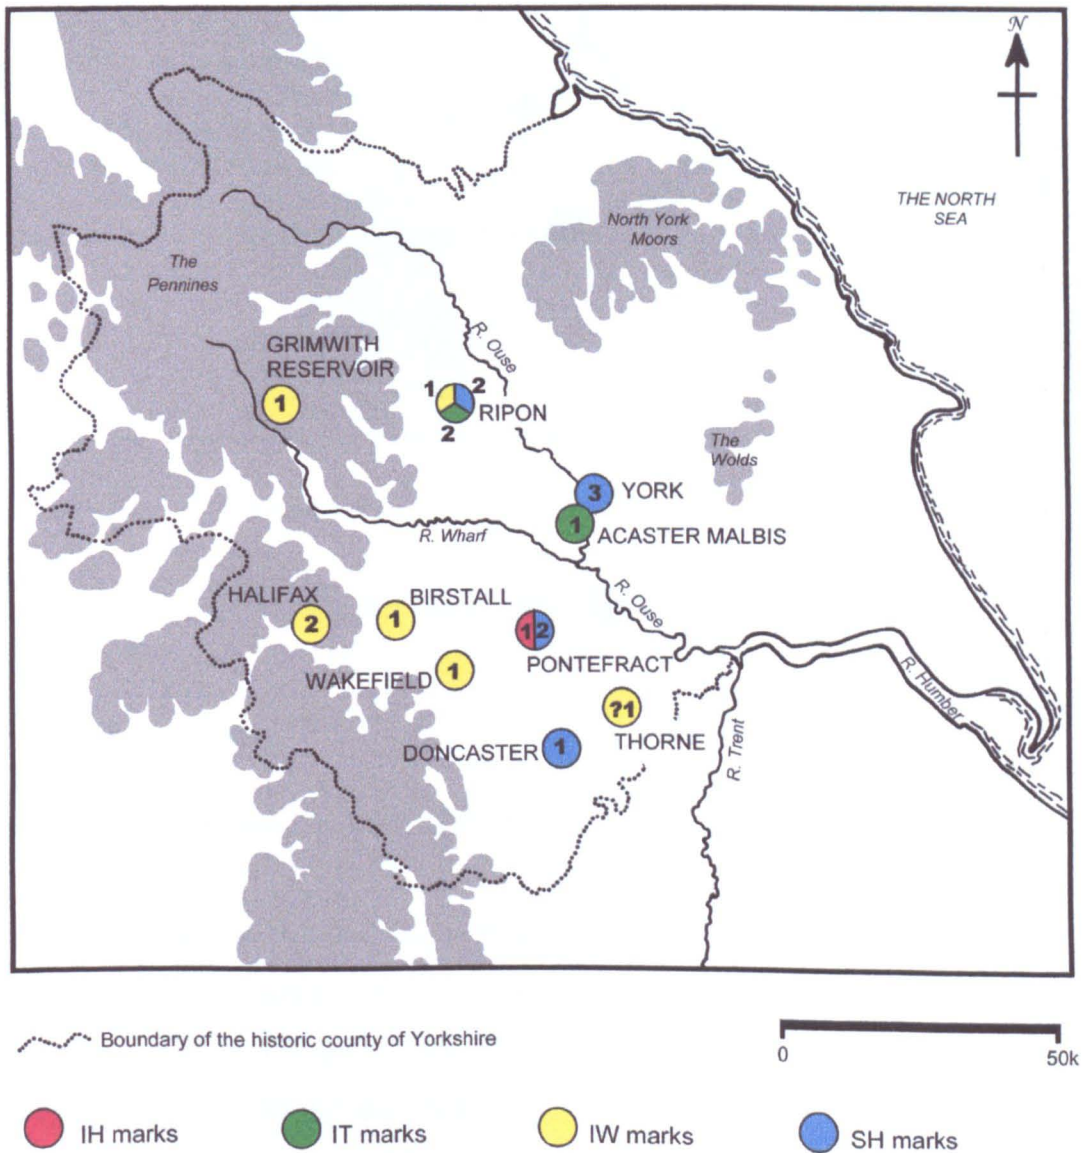 N
THE NORTH
SEA
North York
Moors
The
Pennines
R. Ouse
GRIMWITH
RESERVOIR
1
1
2
2
RIPON
The
Wolds
3
YORK
1
ACASTER MALBIS
R. Wharf
HALIFAX
2
BIRSTALL
1
R. Ouse
1
2
PONTEFRACT
WAKEFIELD
1
R. Humber
?1
THORNE
DONCASTER
1
R. Trent
Boundary of the historic county of Yorkshire
0
50k
IH marks
IT marks
IW marks
SH marks